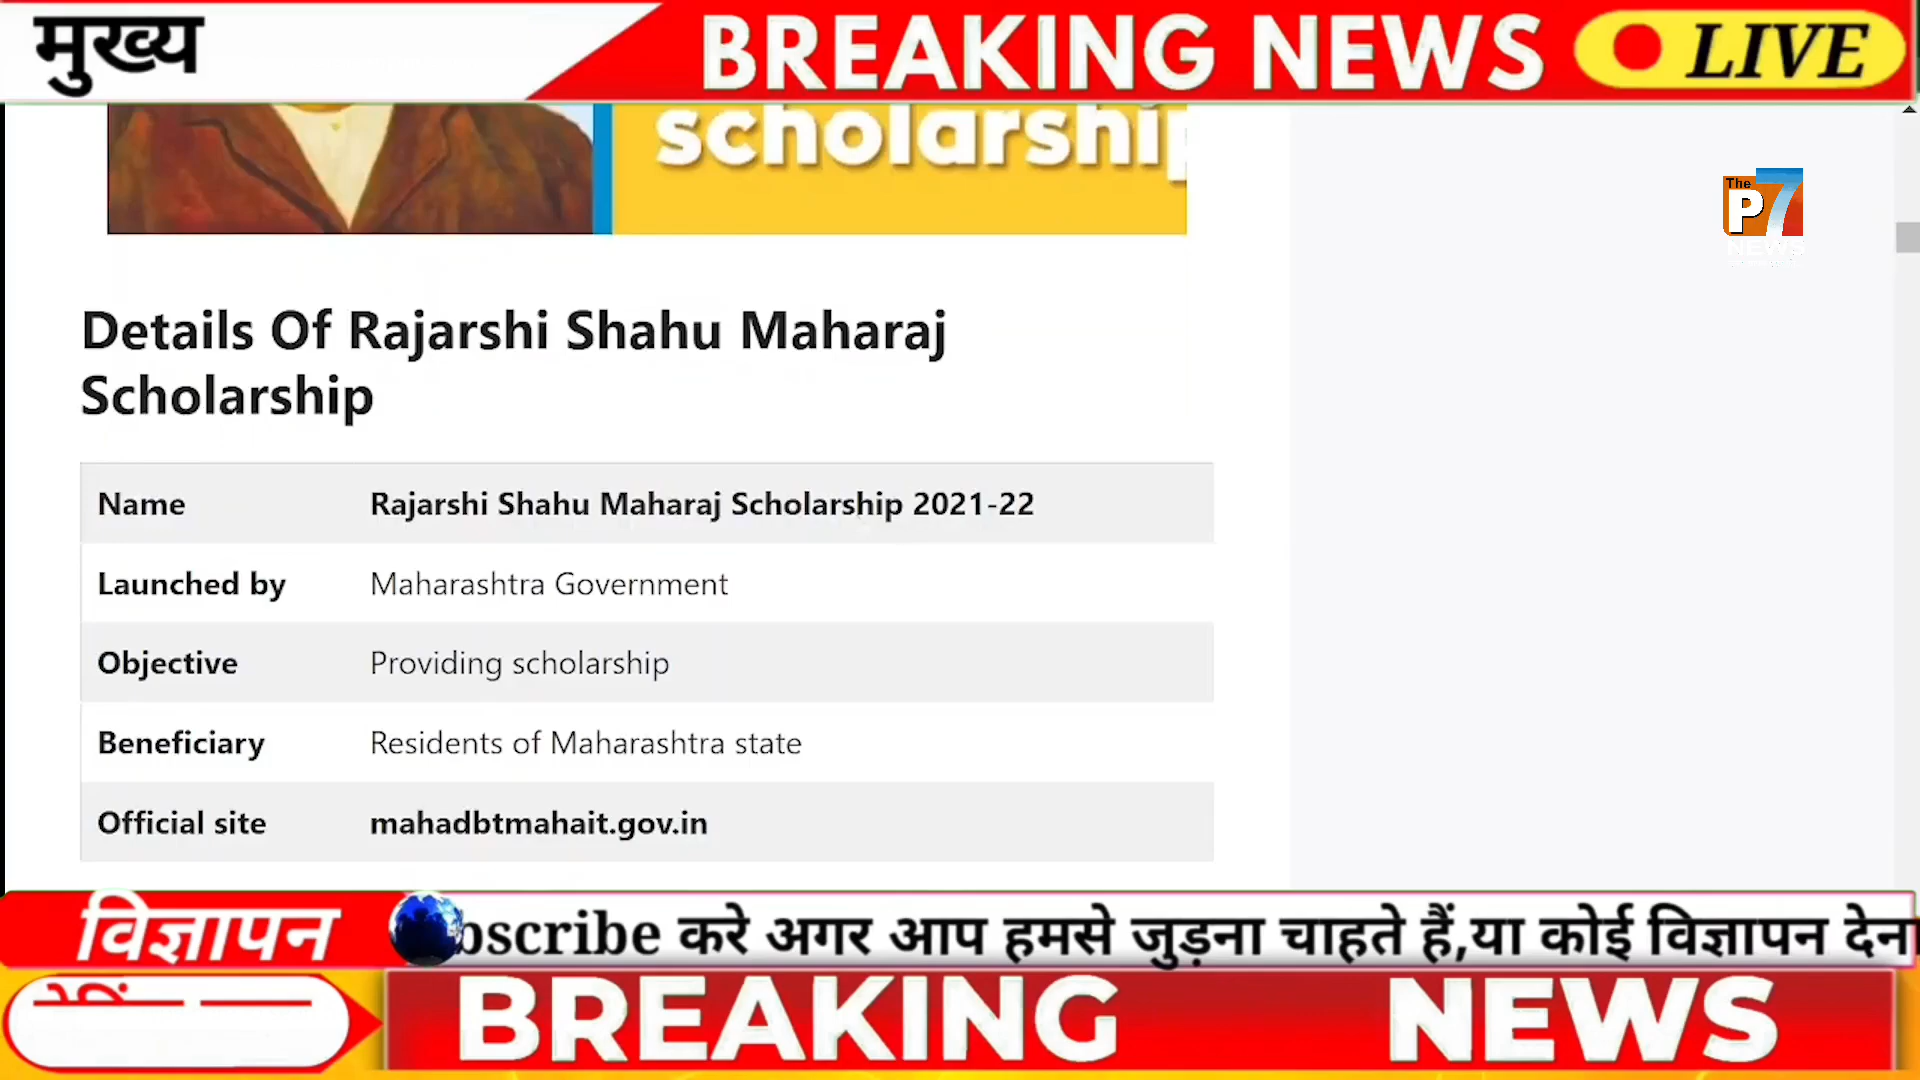 मुख्य
BREAKING NEWS
LIVE
scholarship
The
P7
NEWS
Details Of Rajarshi Shahu Maharaj
Scholarship
Name Rajarshi Shahu Maharaj Scholarship 2021-22
Launched by Maharashtra Government
Objective Providing scholarship
Beneficiary Residents of Maharashtra state
Official site mahadbtmahait.gov.in
विज्ञापन
bscribe करे अगर आप हमसे जुड़ना चाहते हैं,या कोई विज्ञापन देना
BREAKING NEWS